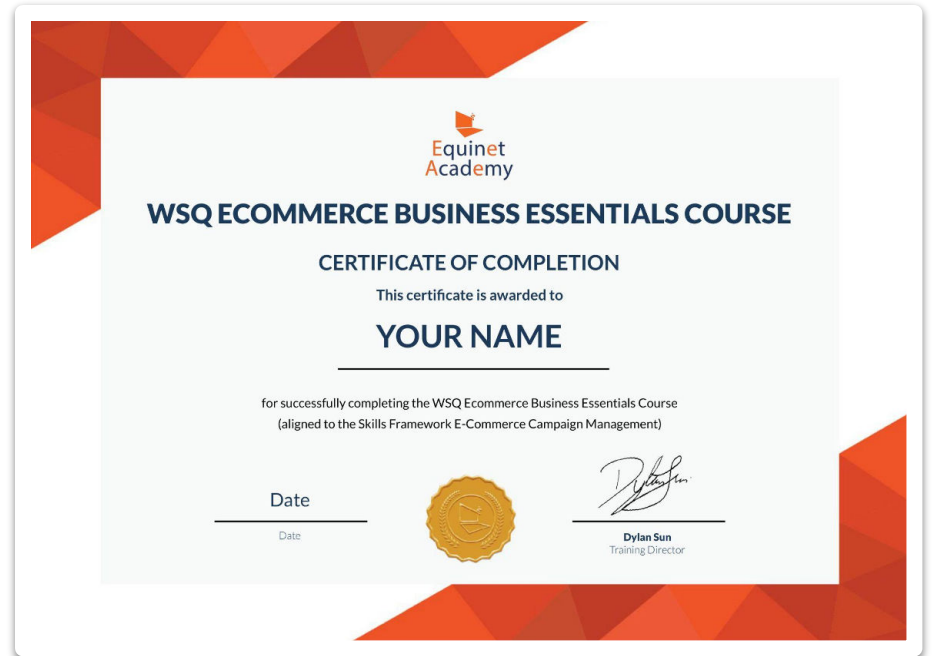 Equinet
Academy
WSQ ECOMMERCE BUSINESS ESSENTIALS COURSE
CERTIFICATE OF COMPLETION
This certificate is awarded to
YOUR NAME
for successfully completing the WSQ Ecommerce Business Essentials Course
(aligned to the Skills Framework E-Commerce Campaign Management)
Date
Date
Dylan Sun
Dylan Sun
Training Director